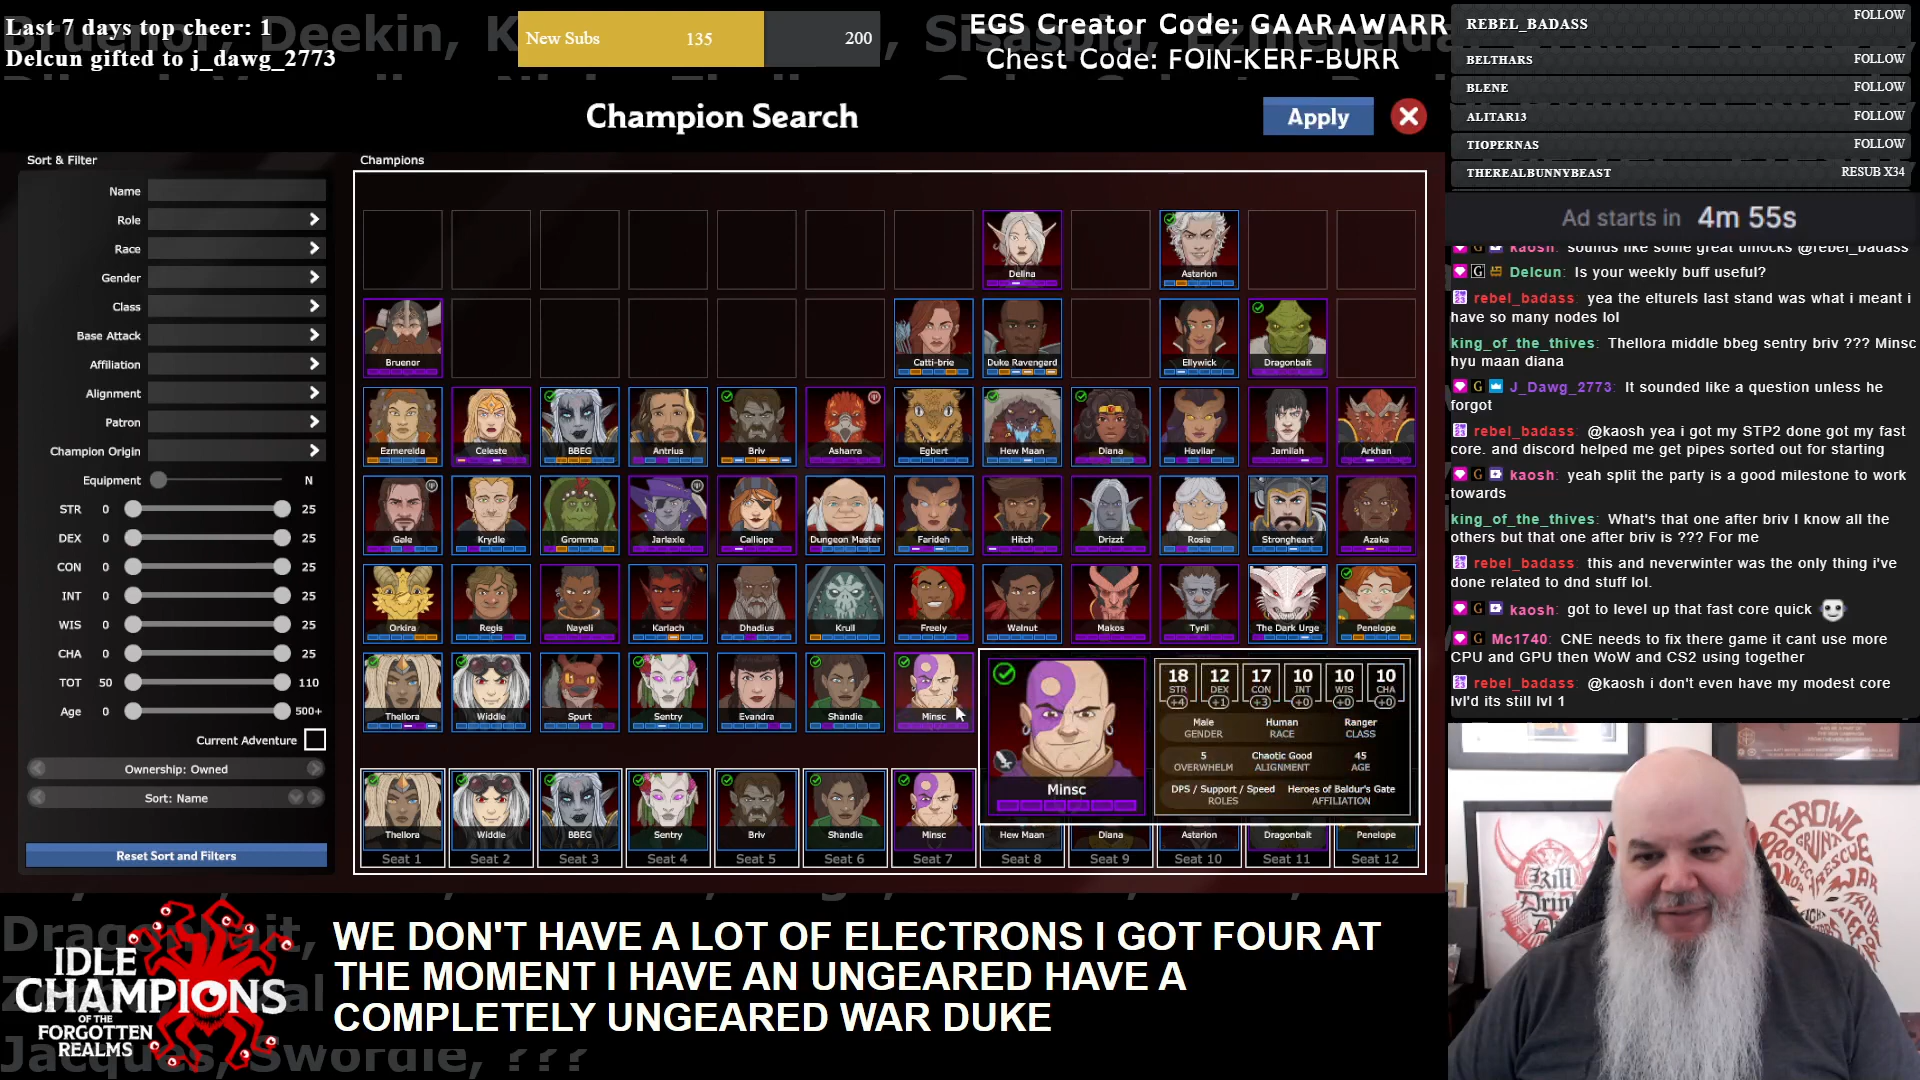 Last 7 days top cheer: 1
Delcun gifted to j_dawg_2773
New Subs 135 200
EGS Creator Code: GAARAWARR
Chest Code: FOIN-KERF-BURR
REBEL_BADASS FOLLOW
BELTHARS FOLLOW
BLENE FOLLOW
ALITAR13 FOLLOW
TIOPERNAS FOLLOW
THEREALBUNNYBEAST RESUB X34
Ad starts in 4m 55s
Champion Search
Apply
Sort & Filter
Name
Role
Race
Gender
Class
Base Attack
Affiliation
Alignment
Patron
Champion Origin
Equipment N
STR 0 25
DEX 0 25
CON 0 25
INT 0 25
WIS 0 25
CHA 0 25
TOT 50 110
Age 0 500+
Current Adventure
Ownership: Owned
Sort: Name
Reset Sort and Filters
Champions
Delina Astarion
Bruenor Catti-brie Duke Ravengerd Ellywick Dragonbait
Ezmerelda Celeste BBEG Antrius Briv Asharra Egbert Hew Maan Diana Havilar Jamilah Arkhan
Gale Krydle Gromma Jarlaxle Calliope Dungeon Master Farideh Hitch Drizzt Rosie Strongheart Azaka
Orkira Regis Nayeli Karlach Dhadius Krull Freely Walnut Makos Tyril The Dark Urge Penelope
Thellora Widdle Spurt Sentry Evandra Shandie Minsc
Thellora Widdle BBEG Sentry Briv Shandie Minsc Hew Maan Diana Astarion Dragonbait Penelope
Seat 1 Seat 2 Seat 3 Seat 4 Seat 5 Seat 6 Seat 7 Seat 8 Seat 9 Seat 10 Seat 11 Seat 12
Minsc
18 12 17 10 10 10
STR DEX CON INT WIS CHA
(+4) (+1) (+3) (+0) (+0) (+0)
Male Human Ranger
GENDER RACE CLASS
5 Chaotic Good 45
OVERWHELM ALIGNMENT AGE
DPS / Support / Speed Heroes of Baldur's Gate
ROLES AFFILIATION
kaosh: sounds like some great unlocks @rebel_badass
Delcun: Is your weekly buff useful?
rebel_badass: yea the elturels last stand was what i meant i
have so many nodes lol
king_of_the_thives: Thellora middle bbeg sentry briv ??? Minsc
hyu maan diana
J_Dawg_2773: It sounded like a question unless he
forgot
rebel_badass: @kaosh yea i got my STP2 done got my fast
core. and discord helped me get pipes sorted out for starting
kaosh: yeah split the party is a good milestone to work
towards
king_of_the_thives: What's that one after briv I know all the
others but that one after briv is ??? For me
rebel_badass: this and neverwinter was the only thing i've
done related to dnd stuff lol.
kaosh: got to level up that fast core quick
Mc1740: CNE needs to fix there game it cant use more
CPU and GPU then WoW and CS2 using together
rebel_badass: @kaosh i don't even have my modest core
lvl'd its still lvl 1
IDLE
CHAMPIONS
OF THE
FORGOTTEN
REALMS
WE DON'T HAVE A LOT OF ELECTRONS I GOT FOUR AT
THE MOMENT I HAVE AN UNGEARED HAVE A
COMPLETELY UNGEARED WAR DUKE
Jacques, Swordie, ???